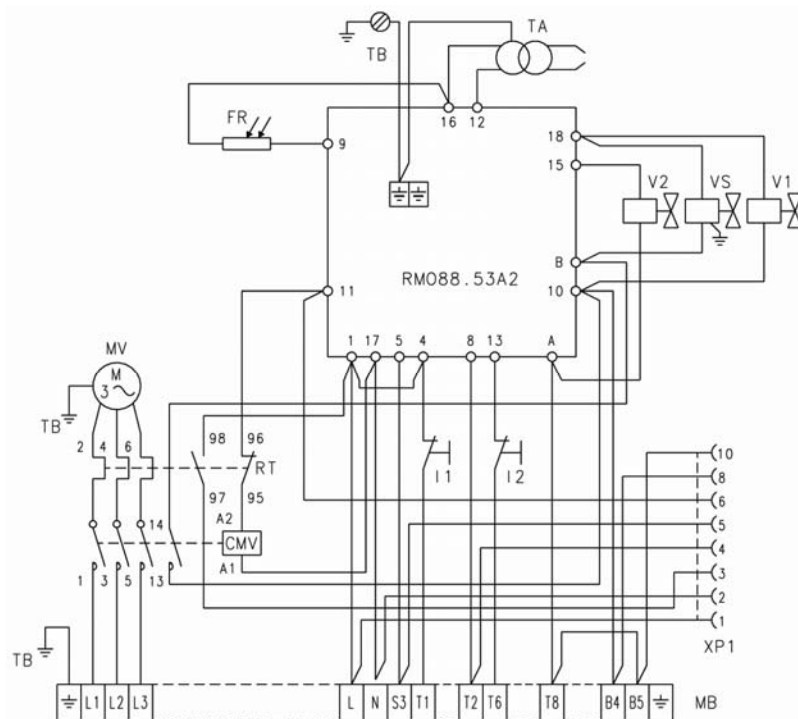 TB
TA
FR
16 12
9
18
15
V2 VS V1
B
RMO88.53A2
11
10
MV
M
3
1 17 5 4 8 13 A
TB
98 96
2 4 6
RT
I1 I2
97 95
10
8
6
A2
14
CMV
5
4
A1
1 3 5 13
3
2
1
XP1
TB
L1 L2 L3 L N S3 T1 T2 T6 T8 B4 B5 MB